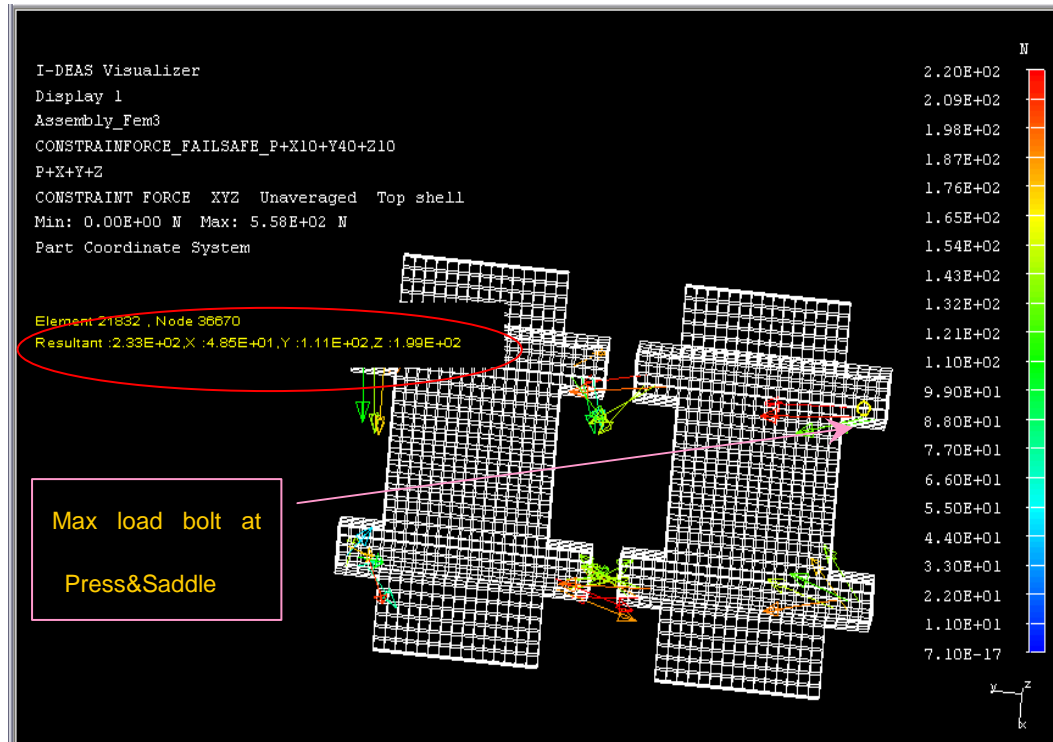 I-DEAS Visualizer
Display 1
Assembly_Fem3
CONSTRAINFORCE_FAILSAFE_P+X10+Y40+Z10
P+X+Y+Z
CONSTRAINT FORCE XYZ Unaveraged Top shell
Min: 0.00E+00 N Max: 5.58E+02 N
Part Coordinate System
Element 21832 , Node 36670
Resultant :2.33E+02,X :4.85E+01,Y :1.11E+02,Z :1.99E+02
Max load bolt at
Press&Saddle
N
2.20E+02
2.09E+02
1.98E+02
1.87E+02
1.76E+02
1.65E+02
1.54E+02
1.43E+02
1.32E+02
1.21E+02
1.10E+02
9.90E+01
8.80E+01
7.70E+01
6.60E+01
5.50E+01
4.40E+01
3.30E+01
2.20E+01
1.10E+01
7.10E-17
Y
Z
X